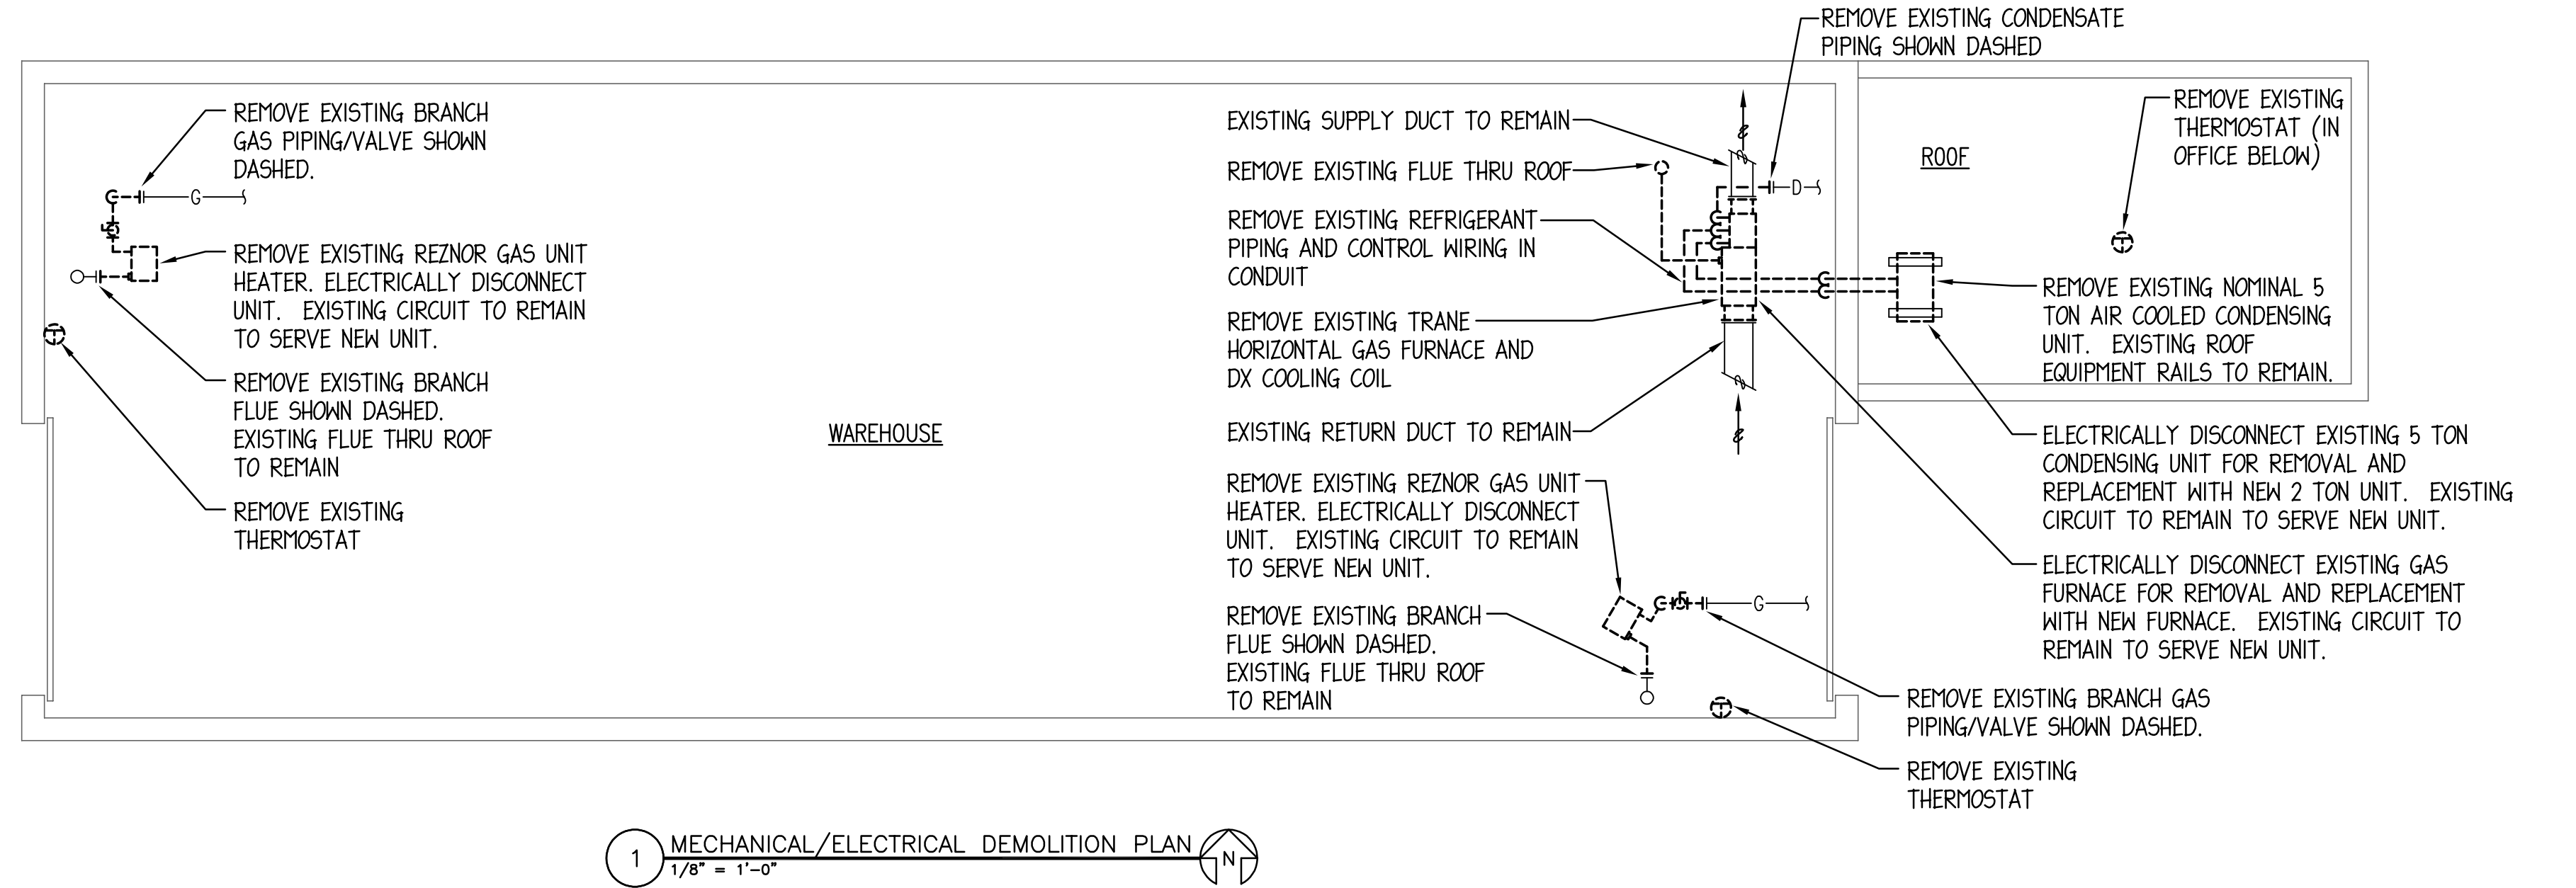 REMOVE EXISTING CONDENSATE
PIPING SHOWN DASHED
REMOVE EXISTING BRANCH
GAS PIPING/VALVE SHOWN
DASHED.
G
REMOVE EXISTING REZNOR GAS UNIT
HEATER. ELECTRICALLY DISCONNECT
UNIT. EXISTING CIRCUIT TO REMAIN
TO SERVE NEW UNIT.
T
REMOVE EXISTING BRANCH
FLUE SHOWN DASHED.
EXISTING FLUE THRU ROOF
TO REMAIN
REMOVE EXISTING
THERMOSTAT
WAREHOUSE
EXISTING SUPPLY DUCT TO REMAIN
REMOVE EXISTING FLUE THRU ROOF
D
REMOVE EXISTING REFRIGERANT
PIPING AND CONTROL WIRING IN
CONDUIT
REMOVE EXISTING TRANE
HORIZONTAL GAS FURNACE AND
DX COOLING COIL
EXISTING RETURN DUCT TO REMAIN
REMOVE EXISTING REZNOR GAS UNIT
HEATER. ELECTRICALLY DISCONNECT
UNIT. EXISTING CIRCUIT TO REMAIN
TO SERVE NEW UNIT.
G
REMOVE EXISTING BRANCH
FLUE SHOWN DASHED.
EXISTING FLUE THRU ROOF
TO REMAIN
T
ROOF
REMOVE EXISTING
THERMOSTAT (IN
OFFICE BELOW)
T
REMOVE EXISTING NOMINAL 5
TON AIR COOLED CONDENSING
UNIT. EXISTING ROOF
EQUIPMENT RAILS TO REMAIN.
ELECTRICALLY DISCONNECT EXISTING 5 TON
CONDENSING UNIT FOR REMOVAL AND
REPLACEMENT WITH NEW 2 TON UNIT. EXISTING
CIRCUIT TO REMAIN TO SERVE NEW UNIT.
ELECTRICALLY DISCONNECT EXISTING GAS
FURNACE FOR REMOVAL AND REPLACEMENT
WITH NEW FURNACE. EXISTING CIRCUIT TO
REMAIN TO SERVE NEW UNIT.
REMOVE EXISTING BRANCH GAS
PIPING/VALVE SHOWN DASHED.
REMOVE EXISTING
THERMOSTAT
1 MECHANICAL/ELECTRICAL DEMOLITION PLAN N
1/8" = 1'-0"